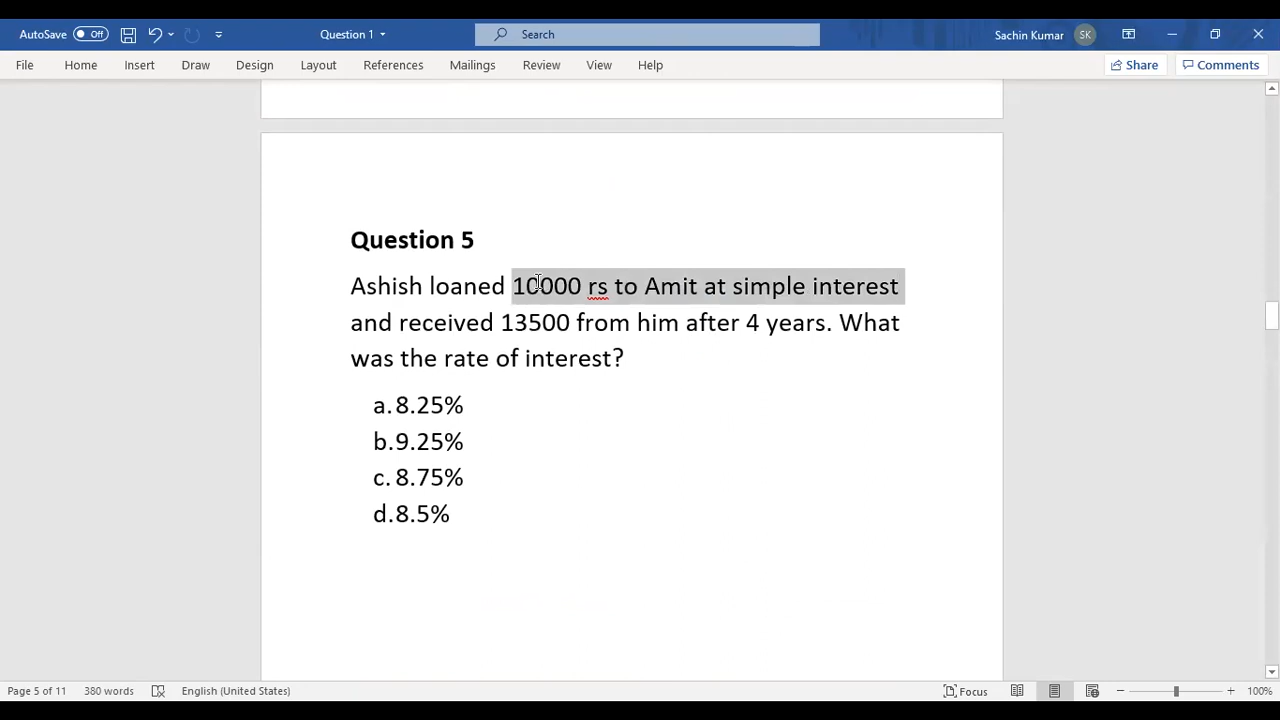 AutoSave Off Question 1 Search Sachin Kumar SK
File Home Insert Draw Design Layout References Mailings Review View Help Share Comments
Question 5
Ashish loaned 10000 rs to Amit at simple interest
and received 13500 from him after 4 years. What
was the rate of interest?
a. 8.25%
b. 9.25%
c. 8.75%
d. 8.5%
Page 5 of 11 380 words English (United States) Focus 100%